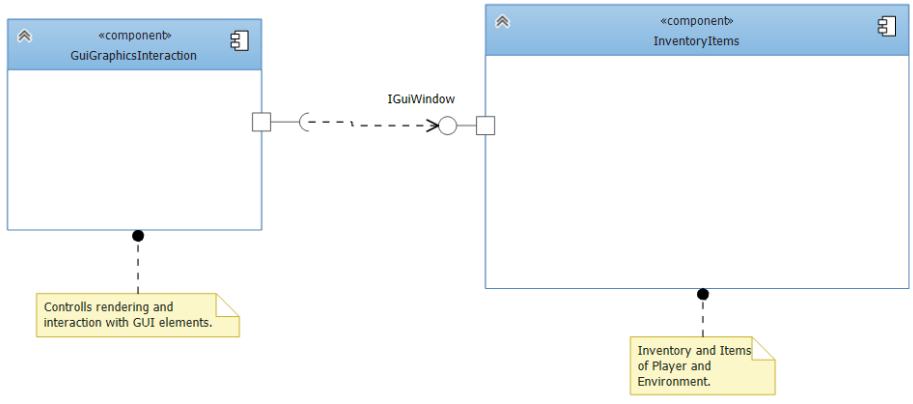 «component»
GuiGraphicsInteraction
«component»
InventoryItems
IGuiWindow
Controlls rendering and
interaction with GUI elements.
Inventory and Items
of Player and
Environment.